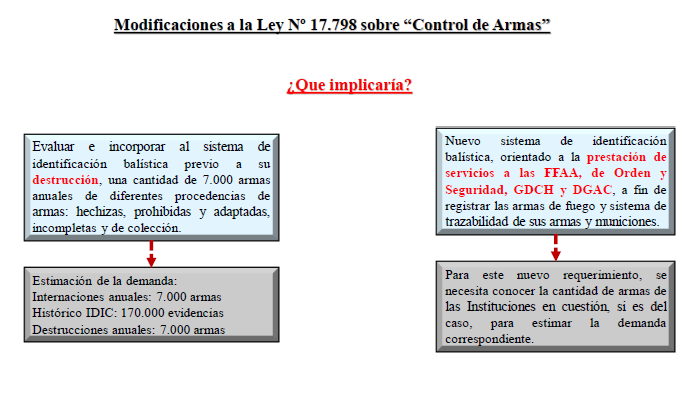 Modificaciones a la Ley Nº 17.798 sobre “Control de Armas”
¿Que implicaría?
Evaluar e incorporar al sistema de
identificación balística previo a su
destrucción, una cantidad de 7.000 armas
anuales de diferentes procedencias de
armas: hechizas, prohibidas y adaptadas,
incompletas y de colección.
Estimación de la demanda:
Internaciones anuales: 7.000 armas
Histórico IDIC: 170.000 evidencias
Destrucciones anuales: 7.000 armas
Nuevo sistema de identificación
balística, orientado a la prestación de
servicios a las FFAA, de Orden y
Seguridad, GDCH y DGAC, a fin de
registrar las armas de fuego y sistema de
trazabilidad de sus armas y municiones.
Para este nuevo requerimiento, se
necesita conocer la cantidad de armas de
las Instituciones en cuestión, si es del
caso, para estimar la demanda
correspondiente.